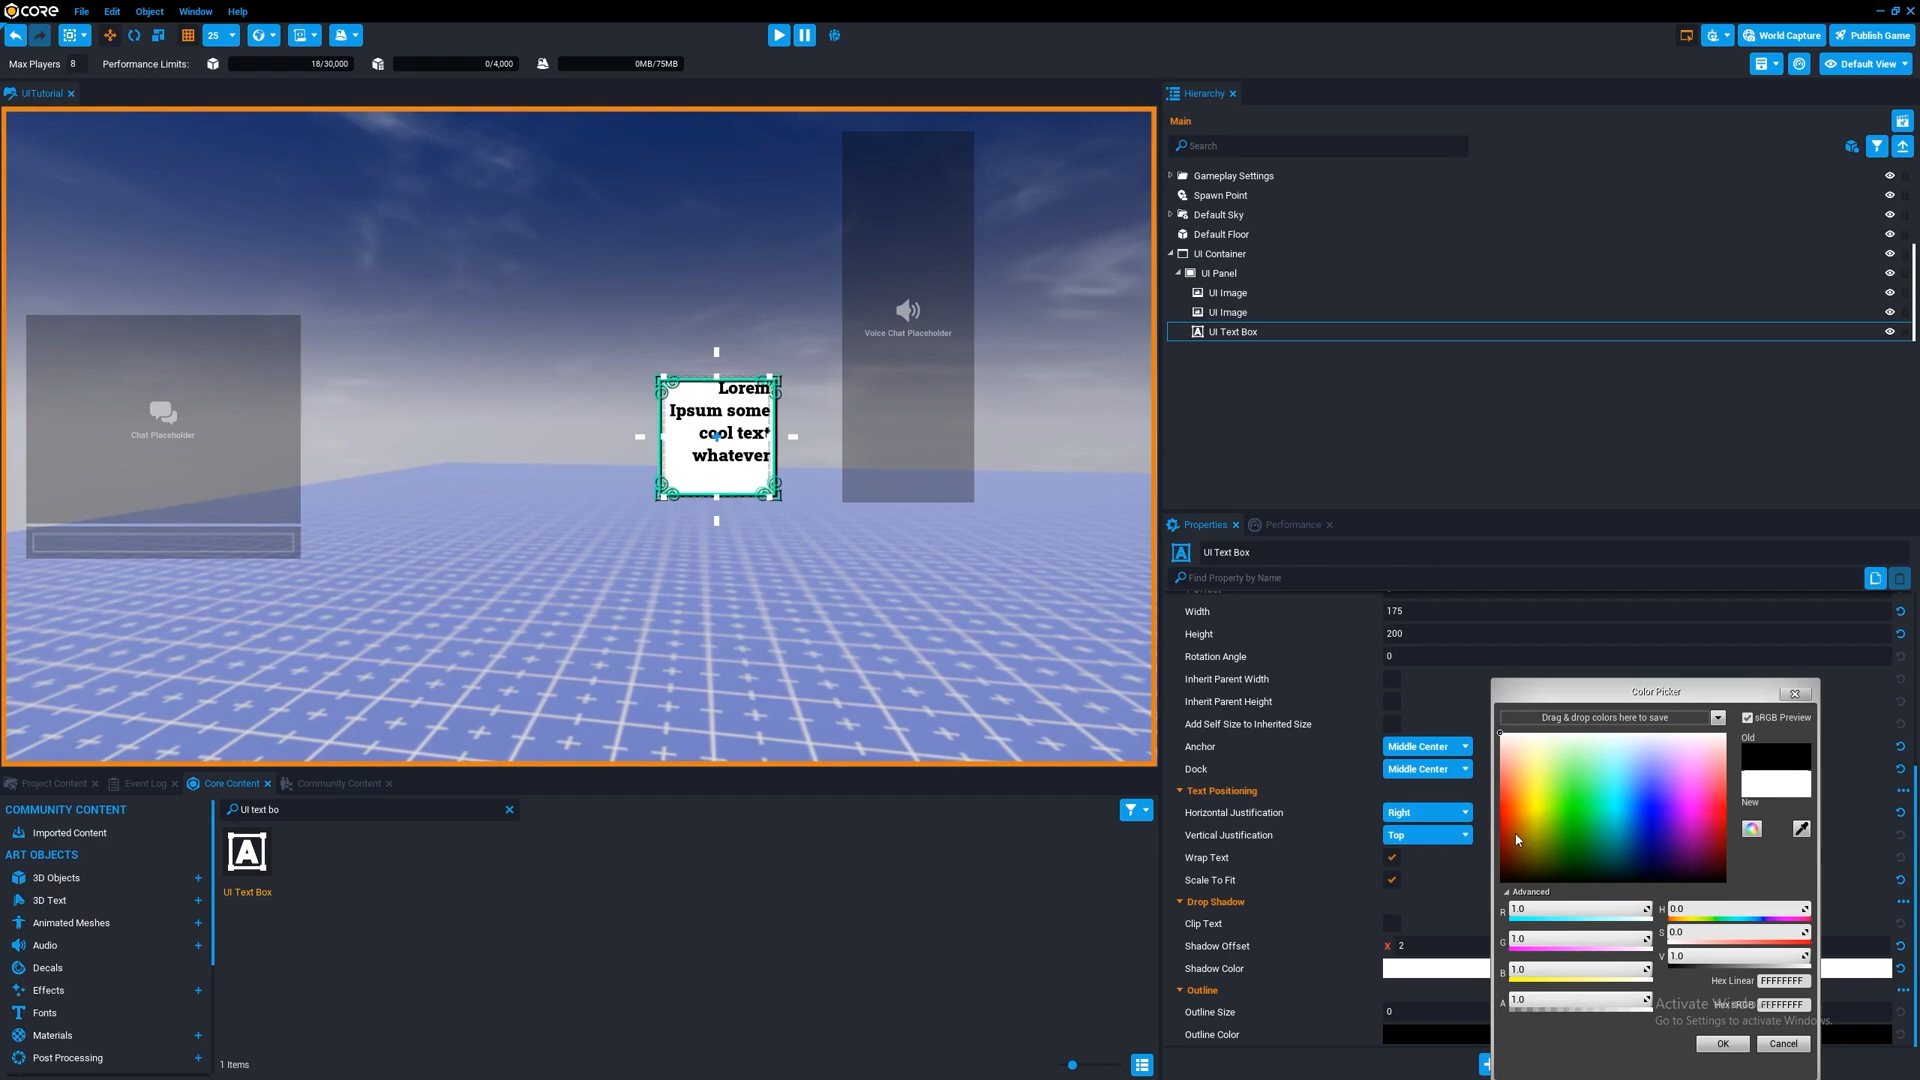 CORE File Edit Object Window Help
25 World Capture Publish Game
Max Players 8 Performance Limits: 18/30,000 0/4,000 0MB/75MB Default View
UITutorial Hierarchy
Main
Search
Gameplay Settings
Spawn Point
Default Sky
Default Floor
UI Container
UI Panel
UI Image
UI Image
UI Text Box
Voice Chat Placeholder
Chat Placeholder
Lorem
Ipsum some
cool text
whatever
Properties Performance
UI Text Box
Find Property by Name
Width 175
Height 200
Rotation Angle 0
Inherit Parent Width
Inherit Parent Height
Add Self Size to Inherited Size
Anchor Middle Center
Dock Middle Center
Text Positioning
Horizontal Justification Right
Vertical Justification Top
Wrap Text
Scale To Fit
Drop Shadow
Clip Text
Shadow Offset X 2
Shadow Color
Outline
Outline Size 0
Outline Color
Color Picker
Drag & drop colors here to save sRGB Preview
Old
New
Advanced
R 1.0 H 0.0
G 1.0 S 0.0
B 1.0 V 1.0
A 1.0
Hex Linear FFFFFFFF
Hex sRGB FFFFFFFF
OK Cancel
Activate Windows
Go to Settings to activate Windows.
Project Content Event Log Core Content Community Content
COMMUNITY CONTENT
Imported Content
ART OBJECTS
3D Objects +
3D Text +
Animated Meshes +
Audio +
Decals
Effects +
Fonts
Materials +
Post Processing +
UI text bo
UI Text Box
1 Items